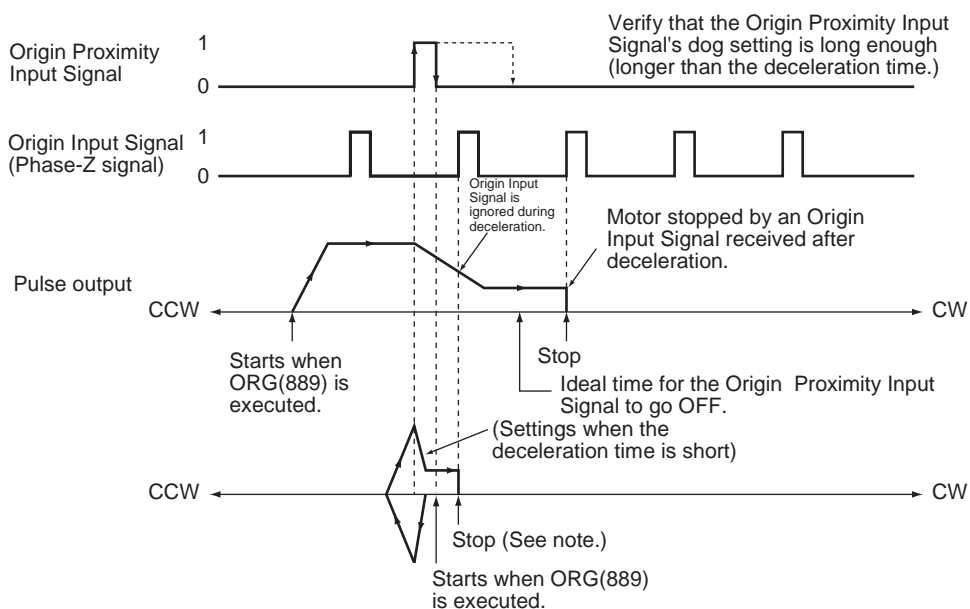 Verify that the Origin Proximity Input
Signal's dog setting is long enough
(longer than the deceleration time.)
Origin Proximity
Input Signal
1
0
Origin Input Signal
(Phase-Z signal)
1
0
Origin Input
Signal is
ignored during
deceleration.
Motor stopped by an Origin
Input Signal received after
deceleration.
Pulse output
CCW
CW
Starts when
ORG(889) is
executed.
Stop
Ideal time for the Origin Proximity Input
Signal to go OFF.
(Settings when the
deceleration time is short)
CCW
CW
Stop (See note.)
Starts when ORG(889)
is executed.